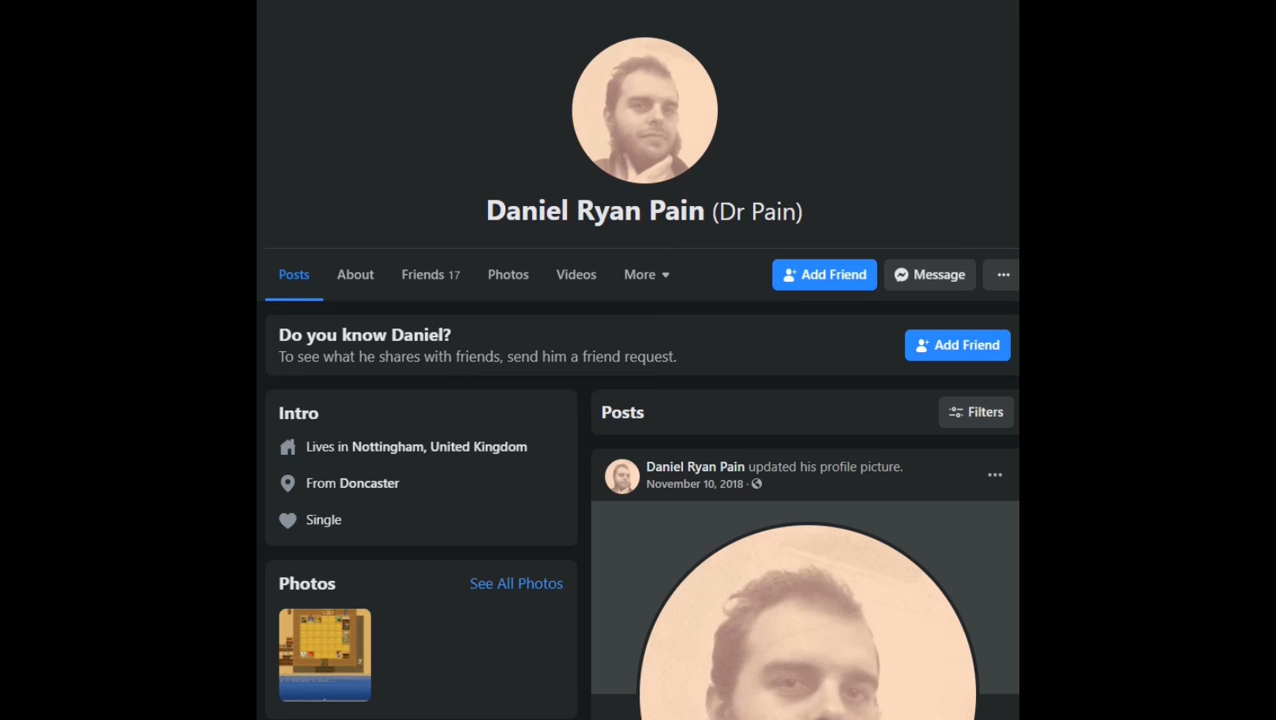 Daniel Ryan Pain (Dr Pain)
Posts About Friends 17 Photos Videos More Add Friend Message
Do you know Daniel?
To see what he shares with friends, send him a friend request.
Add Friend
Intro
Lives in Nottingham, United Kingdom
From Doncaster
Single
Photos See All Photos
Posts Filters
Daniel Ryan Pain updated his profile picture.
November 10, 2018 ·